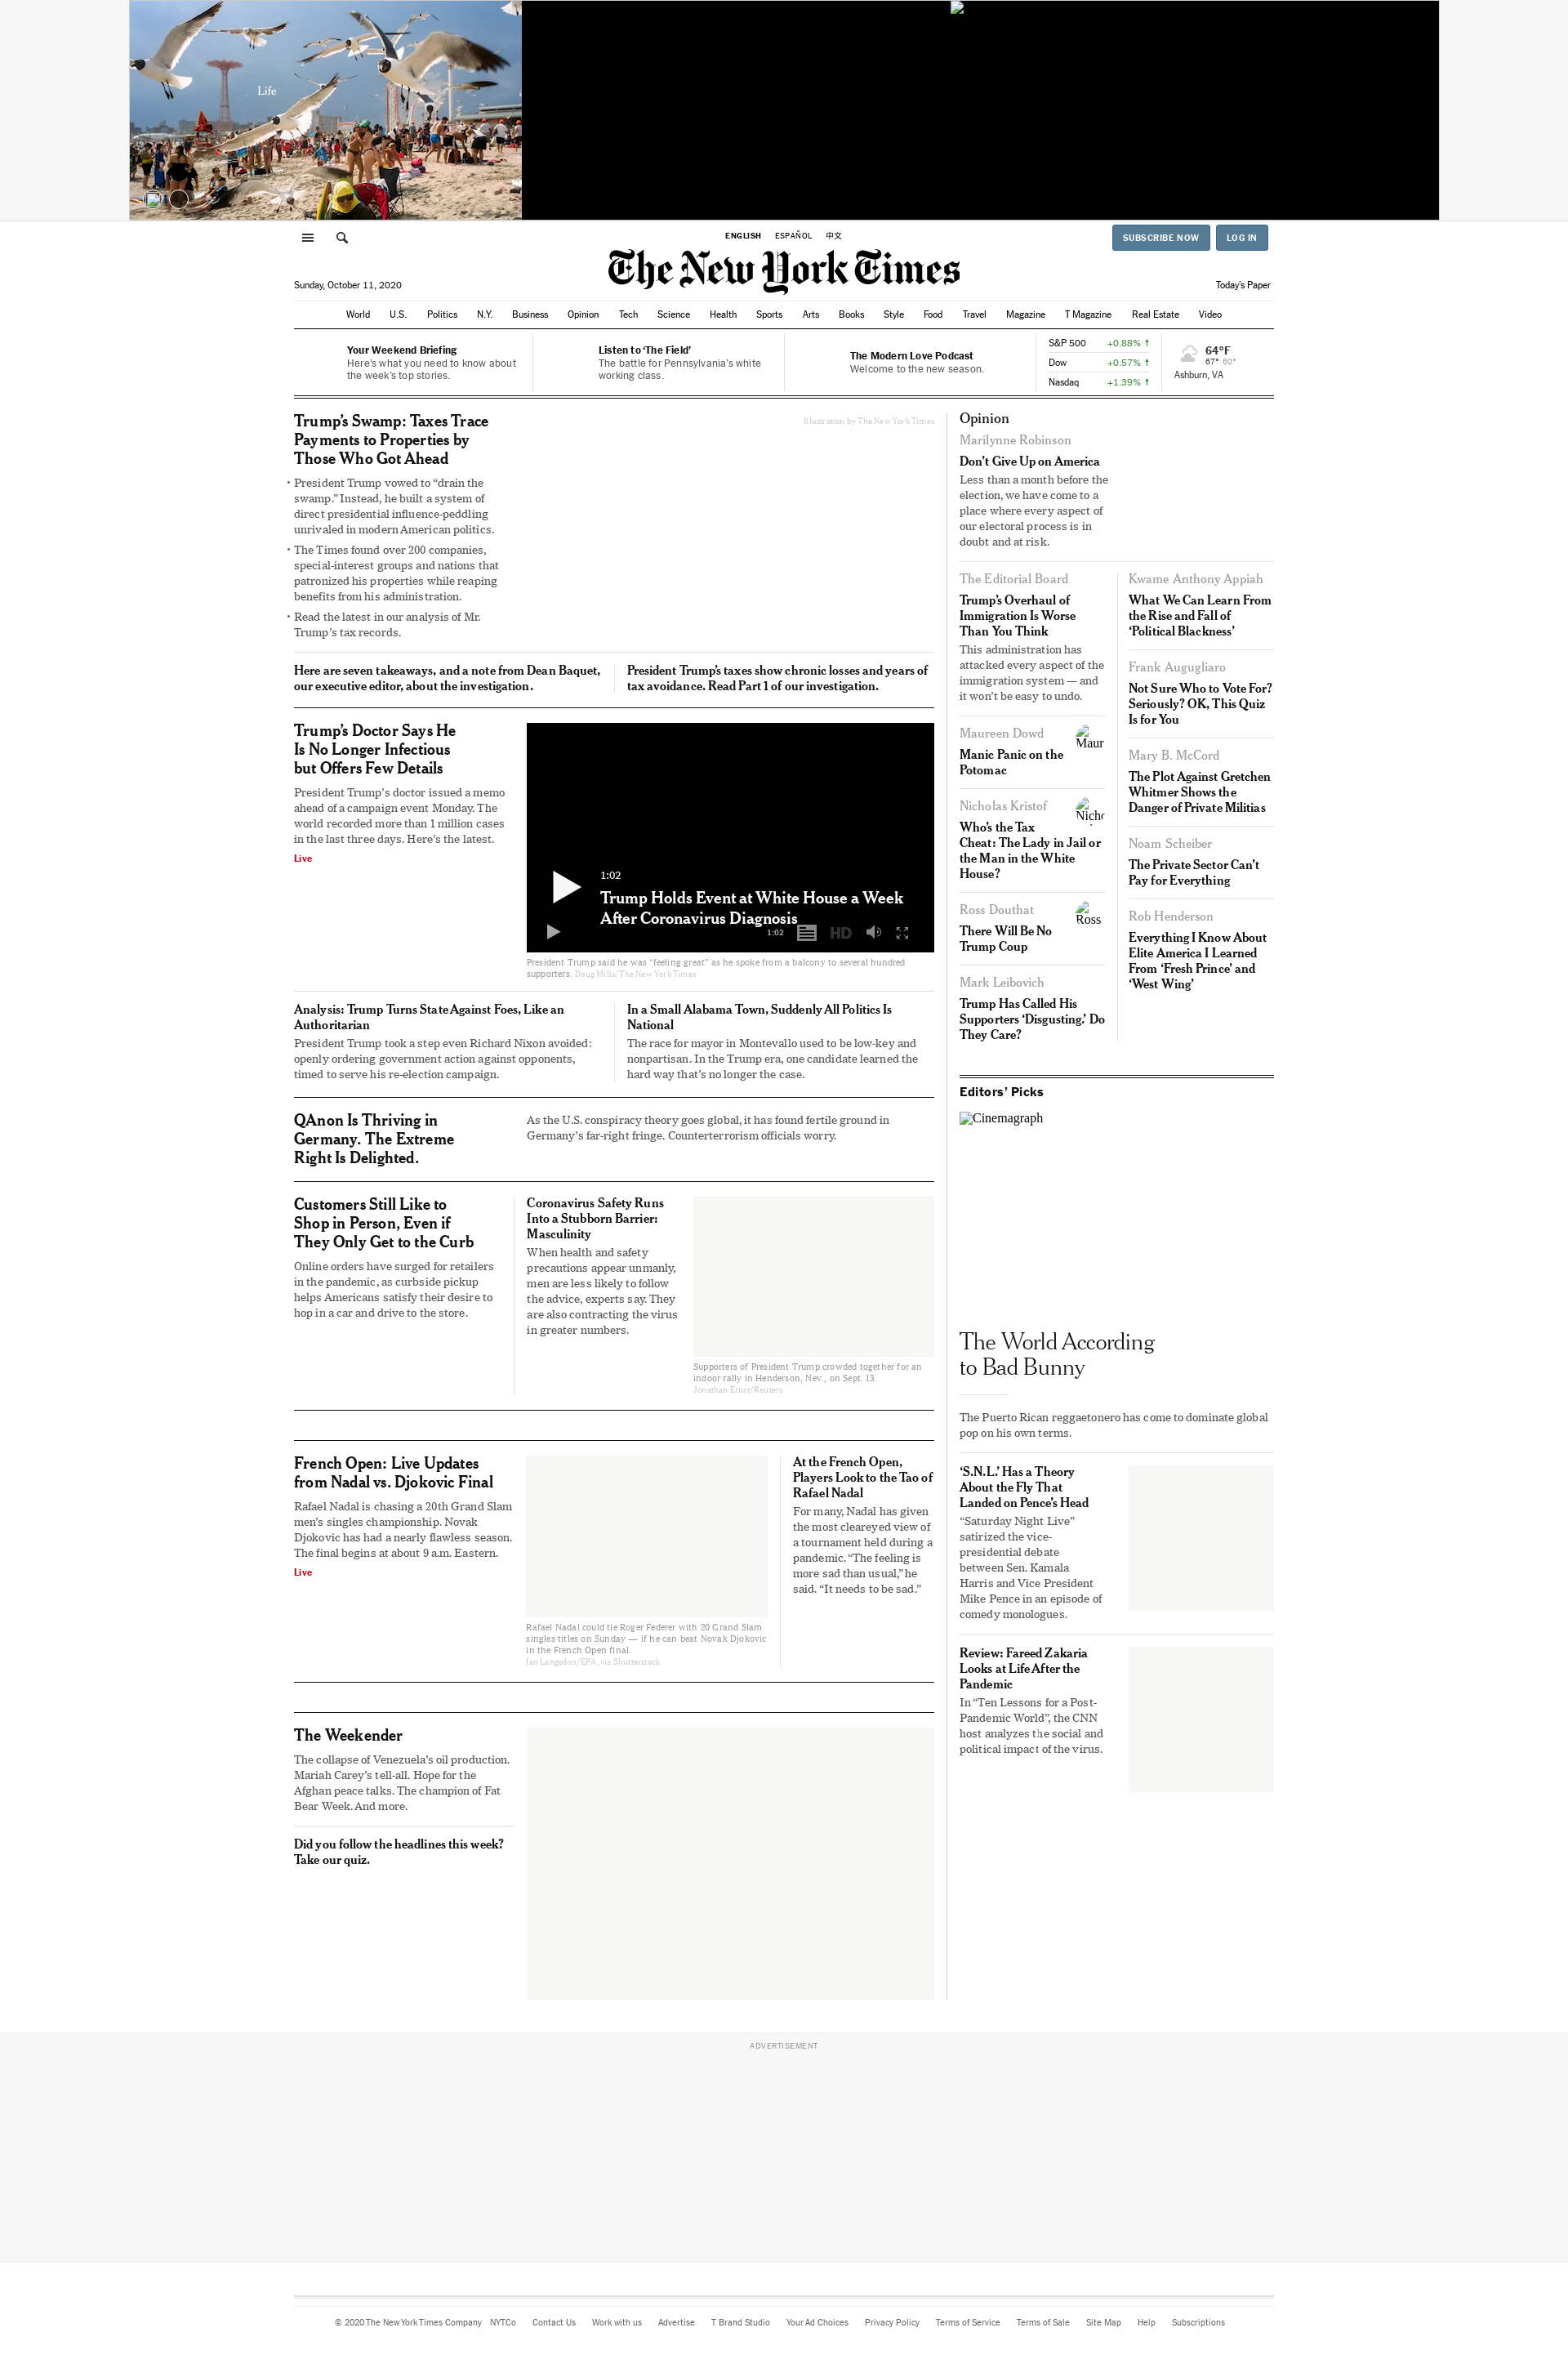 Life
ENGLISH ESPAÑOL 中文
SUBSCRIBE NOW LOG IN
The New York Times
Sunday, October 11, 2020
Today's Paper
World U.S. Politics N.Y. Business Opinion Tech Science Health Sports Arts Books Style Food Travel Magazine T Magazine Real Estate Video
Your Weekend Briefing
Here's what you need to know about
the week's top stories.
Listen to 'The Field'
The battle for Pennsylvania's white
working class.
The Modern Love Podcast
Welcome to the new season.
S&P 500 +0.88% ↑
Dow +0.57% ↑
Nasdaq +1.39% ↑
64°F
67° 60°
Ashburn, VA
Trump's Swamp: Taxes Trace
Payments to Properties by
Those Who Got Ahead
• President Trump vowed to “drain the
swamp.” Instead, he built a system of
direct presidential influence-peddling
unrivaled in modern American politics.
• The Times found over 200 companies,
special-interest groups and nations that
patronized his properties while reaping
benefits from his administration.
• Read the latest in our analysis of Mr.
Trump's tax records.
Illustration by The New York Times
Here are seven takeaways, and a note from Dean Baquet,
our executive editor, about the investigation.
President Trump's taxes show chronic losses and years of
tax avoidance. Read Part 1 of our investigation.
Trump's Doctor Says He
Is No Longer Infectious
but Offers Few Details
President Trump's doctor issued a memo
ahead of a campaign event Monday. The
world recorded more than 1 million cases
in the last three days. Here's the latest.
Live
1:02
Trump Holds Event at White House a Week
After Coronavirus Diagnosis
1:02 HD
President Trump said he was “feeling great” as he spoke from a balcony to several hundred
supporters. Doug Mills/The New York Times
Analysis: Trump Turns State Against Foes, Like an
Authoritarian
President Trump took a step even Richard Nixon avoided:
openly ordering government action against opponents,
timed to serve his re-election campaign.
In a Small Alabama Town, Suddenly All Politics Is
National
The race for mayor in Montevallo used to be low-key and
nonpartisan. In the Trump era, one candidate learned the
hard way that's no longer the case.
QAnon Is Thriving in
Germany. The Extreme
Right Is Delighted.
As the U.S. conspiracy theory goes global, it has found fertile ground in
Germany's far-right fringe. Counterterrorism officials worry.
Customers Still Like to
Shop in Person, Even if
They Only Get to the Curb
Online orders have surged for retailers
in the pandemic, as curbside pickup
helps Americans satisfy their desire to
hop in a car and drive to the store.
Coronavirus Safety Runs
Into a Stubborn Barrier:
Masculinity
When health and safety
precautions appear unmanly,
men are less likely to follow
the advice, experts say. They
are also contracting the virus
in greater numbers.
Supporters of President Trump crowded together for an
indoor rally in Henderson, Nev., on Sept. 13.
Jonathan Ernst/Reuters
French Open: Live Updates
from Nadal vs. Djokovic Final
Rafael Nadal is chasing a 20th Grand Slam
men's singles championship. Novak
Djokovic has had a nearly flawless season.
The final begins at about 9 a.m. Eastern.
Live
Rafael Nadal could tie Roger Federer with 20 Grand Slam
singles titles on Sunday — if he can beat Novak Djokovic
in the French Open final.
Ian Langsdon/EPA, via Shutterstock
At the French Open,
Players Look to the Tao of
Rafael Nadal
For many, Nadal has given
the most cleareyed view of
a tournament held during a
pandemic. “The feeling is
more sad than usual,” he
said. “It needs to be sad.”
The Weekender
The collapse of Venezuela's oil production.
Mariah Carey's tell-all. Hope for the
Afghan peace talks. The champion of Fat
Bear Week. And more.
Did you follow the headlines this week?
Take our quiz.
Opinion
Marilynne Robinson
Don't Give Up on America
Less than a month before the
election, we have come to a
place where every aspect of
our electoral process is in
doubt and at risk.
The Editorial Board
Trump's Overhaul of
Immigration Is Worse
Than You Think
This administration has
attacked every aspect of the
immigration system — and
it won't be easy to undo.
Maureen Dowd
Maur
Manic Panic on the
Potomac
Nicholas Kristof
Nicho
Who's the Tax
Cheat: The Lady in Jail or
the Man in the White
House?
Ross Douthat
Ross
There Will Be No
Trump Coup
Mark Leibovich
Trump Has Called His
Supporters ‘Disgusting.’ Do
They Care?
Kwame Anthony Appiah
What We Can Learn From
the Rise and Fall of
‘Political Blackness’
Frank Augugliaro
Not Sure Who to Vote For?
Seriously? OK, This Quiz
Is for You
Mary B. McCord
The Plot Against Gretchen
Whitmer Shows the
Danger of Private Militias
Noam Scheiber
The Private Sector Can't
Pay for Everything
Rob Henderson
Everything I Know About
Elite America I Learned
From ‘Fresh Prince’ and
‘West Wing’
Editors' Picks
Cinemagraph
The World According
to Bad Bunny
The Puerto Rican reggaetonero has come to dominate global
pop on his own terms.
‘S.N.L.’ Has a Theory
About the Fly That
Landed on Pence's Head
“Saturday Night Live”
satirized the vice-
presidential debate
between Sen. Kamala
Harris and Vice President
Mike Pence in an episode of
comedy monologues.
Review: Fareed Zakaria
Looks at Life After the
Pandemic
In “Ten Lessons for a Post-
Pandemic World”, the CNN
host analyzes the social and
political impact of the virus.
ADVERTISEMENT
© 2020 The New York Times Company NYTCo Contact Us Work with us Advertise T Brand Studio Your Ad Choices Privacy Policy Terms of Service Terms of Sale Site Map Help Subscriptions